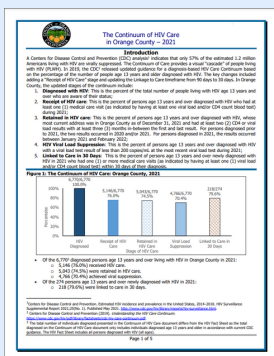 The Continuum of HIV Care
in Orange County – 2021
Introduction
A Centers for Disease Control and Prevention (CDC) analysis¹ indicates that only 57% of the estimated 1.2 million
Americans living with HIV are virally suppressed. The Continuum of Care provides a visual "cascade" of people living
with HIV (PLWH). In 2019, the CDC² released updated guidance for a diagnosis-based HIV Care Continuum based
on the percentage of the number of people age 13 years and older diagnosed with HIV. The key changes included
adding a "Receipt of HIV Care" stage and updating the Linkage to Care timeframe from 90 days to 30 days. In Orange
County, the updated stages of the continuum include:
1. Diagnosed with HIV: This is the percent of the total number of people living with HIV age 13 years and
over who are aware of their status;
2. Receipt of HIV care: This is the percent of persons aged 13 years and over diagnosed with HIV who had at
least one (1) medical care visit (as indicated by having at least one viral load and/or CD4 count blood test)
during 2021;
3. Retained in HIV care: This is the percent of persons aged 13 years and over diagnosed with HIV, whose
most current address was in Orange County as of December 31, 2021 and had at least two (2) CD4 or viral
load results with at least three (3) months in-between the first and last result. For persons diagnosed prior
to 2021, the two results occurred in 2021. For persons diagnosed in 2021, the results occurred
between January 2021 and February 2022;
4. HIV Viral Load Suppression: This is the percent of persons aged 13 years and over diagnosed with HIV
with a viral load test result of less than 200 copies/mL at the most recent viral load test during 2021;
5. Linked to Care in 30 Days: This is the percent of persons aged 13 years and over newly diagnosed with
HIV in 2021 who had one (1) or more medical care visits (as indicated by having at least one (1) viral load
and/or CD4 count blood test) within 30 days of their diagnosis.
Figure 1: The Continuum of HIV Care: Orange County, 2021
6,770/6,770
100.0%
5,146/6,770
76.0%
5,043/6,770
74.5%
4,766/6,770
70.4%
218/274
79.6%
Percentage
100%
80%
60%
40%
20%
0%
HIV
Diagnosed
Receipt of HIV
Care
Retained in
HIV Care
Viral Load
Suppression
Linked to Care in
30 Days
• Of the 6,770³ diagnosed persons aged 13 years and over living with HIV in Orange County in 2021:
o 5,146 (76.0%) received HIV care.
o 5,043 (74.5%) were retained in HIV care.
o 4,766 (70.4%) achieved viral suppression.
• Of the 274 persons aged 13 years and over newly diagnosed with HIV in 2021:
o 218 (79.6%) were linked to care in 30 days.
Page 1 of 5